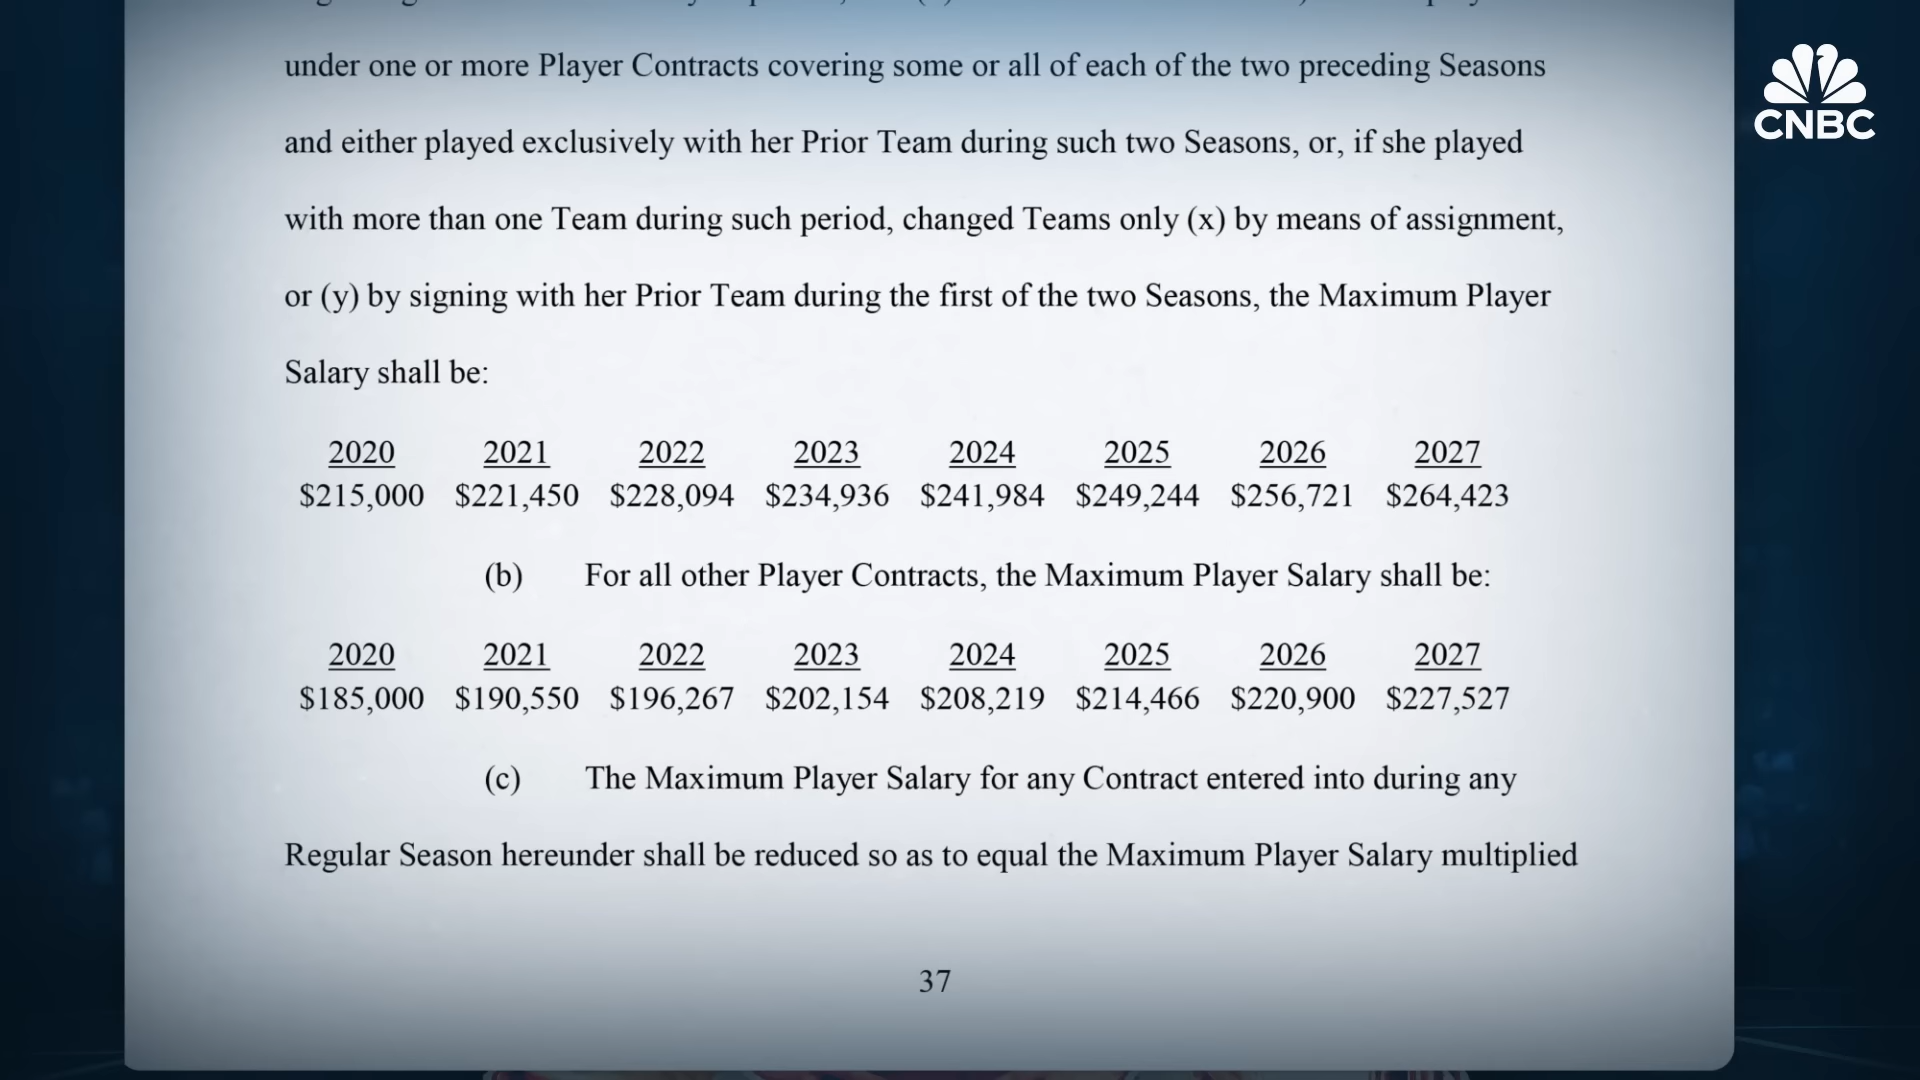 under one or more Player Contracts covering some or all of each of the two preceding Seasons
and either played exclusively with her Prior Team during such two Seasons, or, if she played
with more than one Team during such period, changed Teams only (x) by means of assignment,
or (y) by signing with her Prior Team during the first of the two Seasons, the Maximum Player
Salary shall be:
2020 2021 2022 2023 2024 2025 2026 2027
$215,000 $221,450 $228,094 $234,936 $241,984 $249,244 $256,721 $264,423
(b) For all other Player Contracts, the Maximum Player Salary shall be:
2020 2021 2022 2023 2024 2025 2026 2027
$185,000 $190,550 $196,267 $202,154 $208,219 $214,466 $220,900 $227,527
(c) The Maximum Player Salary for any Contract entered into during any
Regular Season hereunder shall be reduced so as to equal the Maximum Player Salary multiplied
37
CNBC